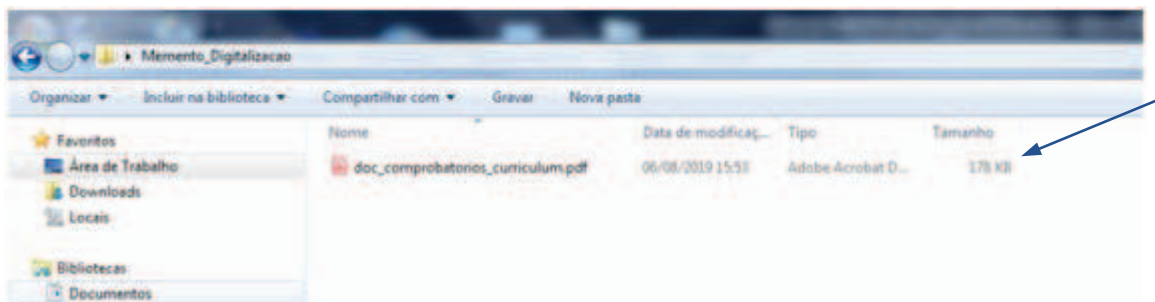 Memento_Digitalizacao
Organizar Incluir na biblioteca Compartilhar com Gravar Nova pasta
Nome Data de modificaç... Tipo Tamanho
Favoritos
Área de Trabalho
Downloads
Locais
doc_comprobatorios_curriculum.pdf 06/08/2019 15:53 Adobe Acrobat D... 178 KB
Bibliotecas
Documentos